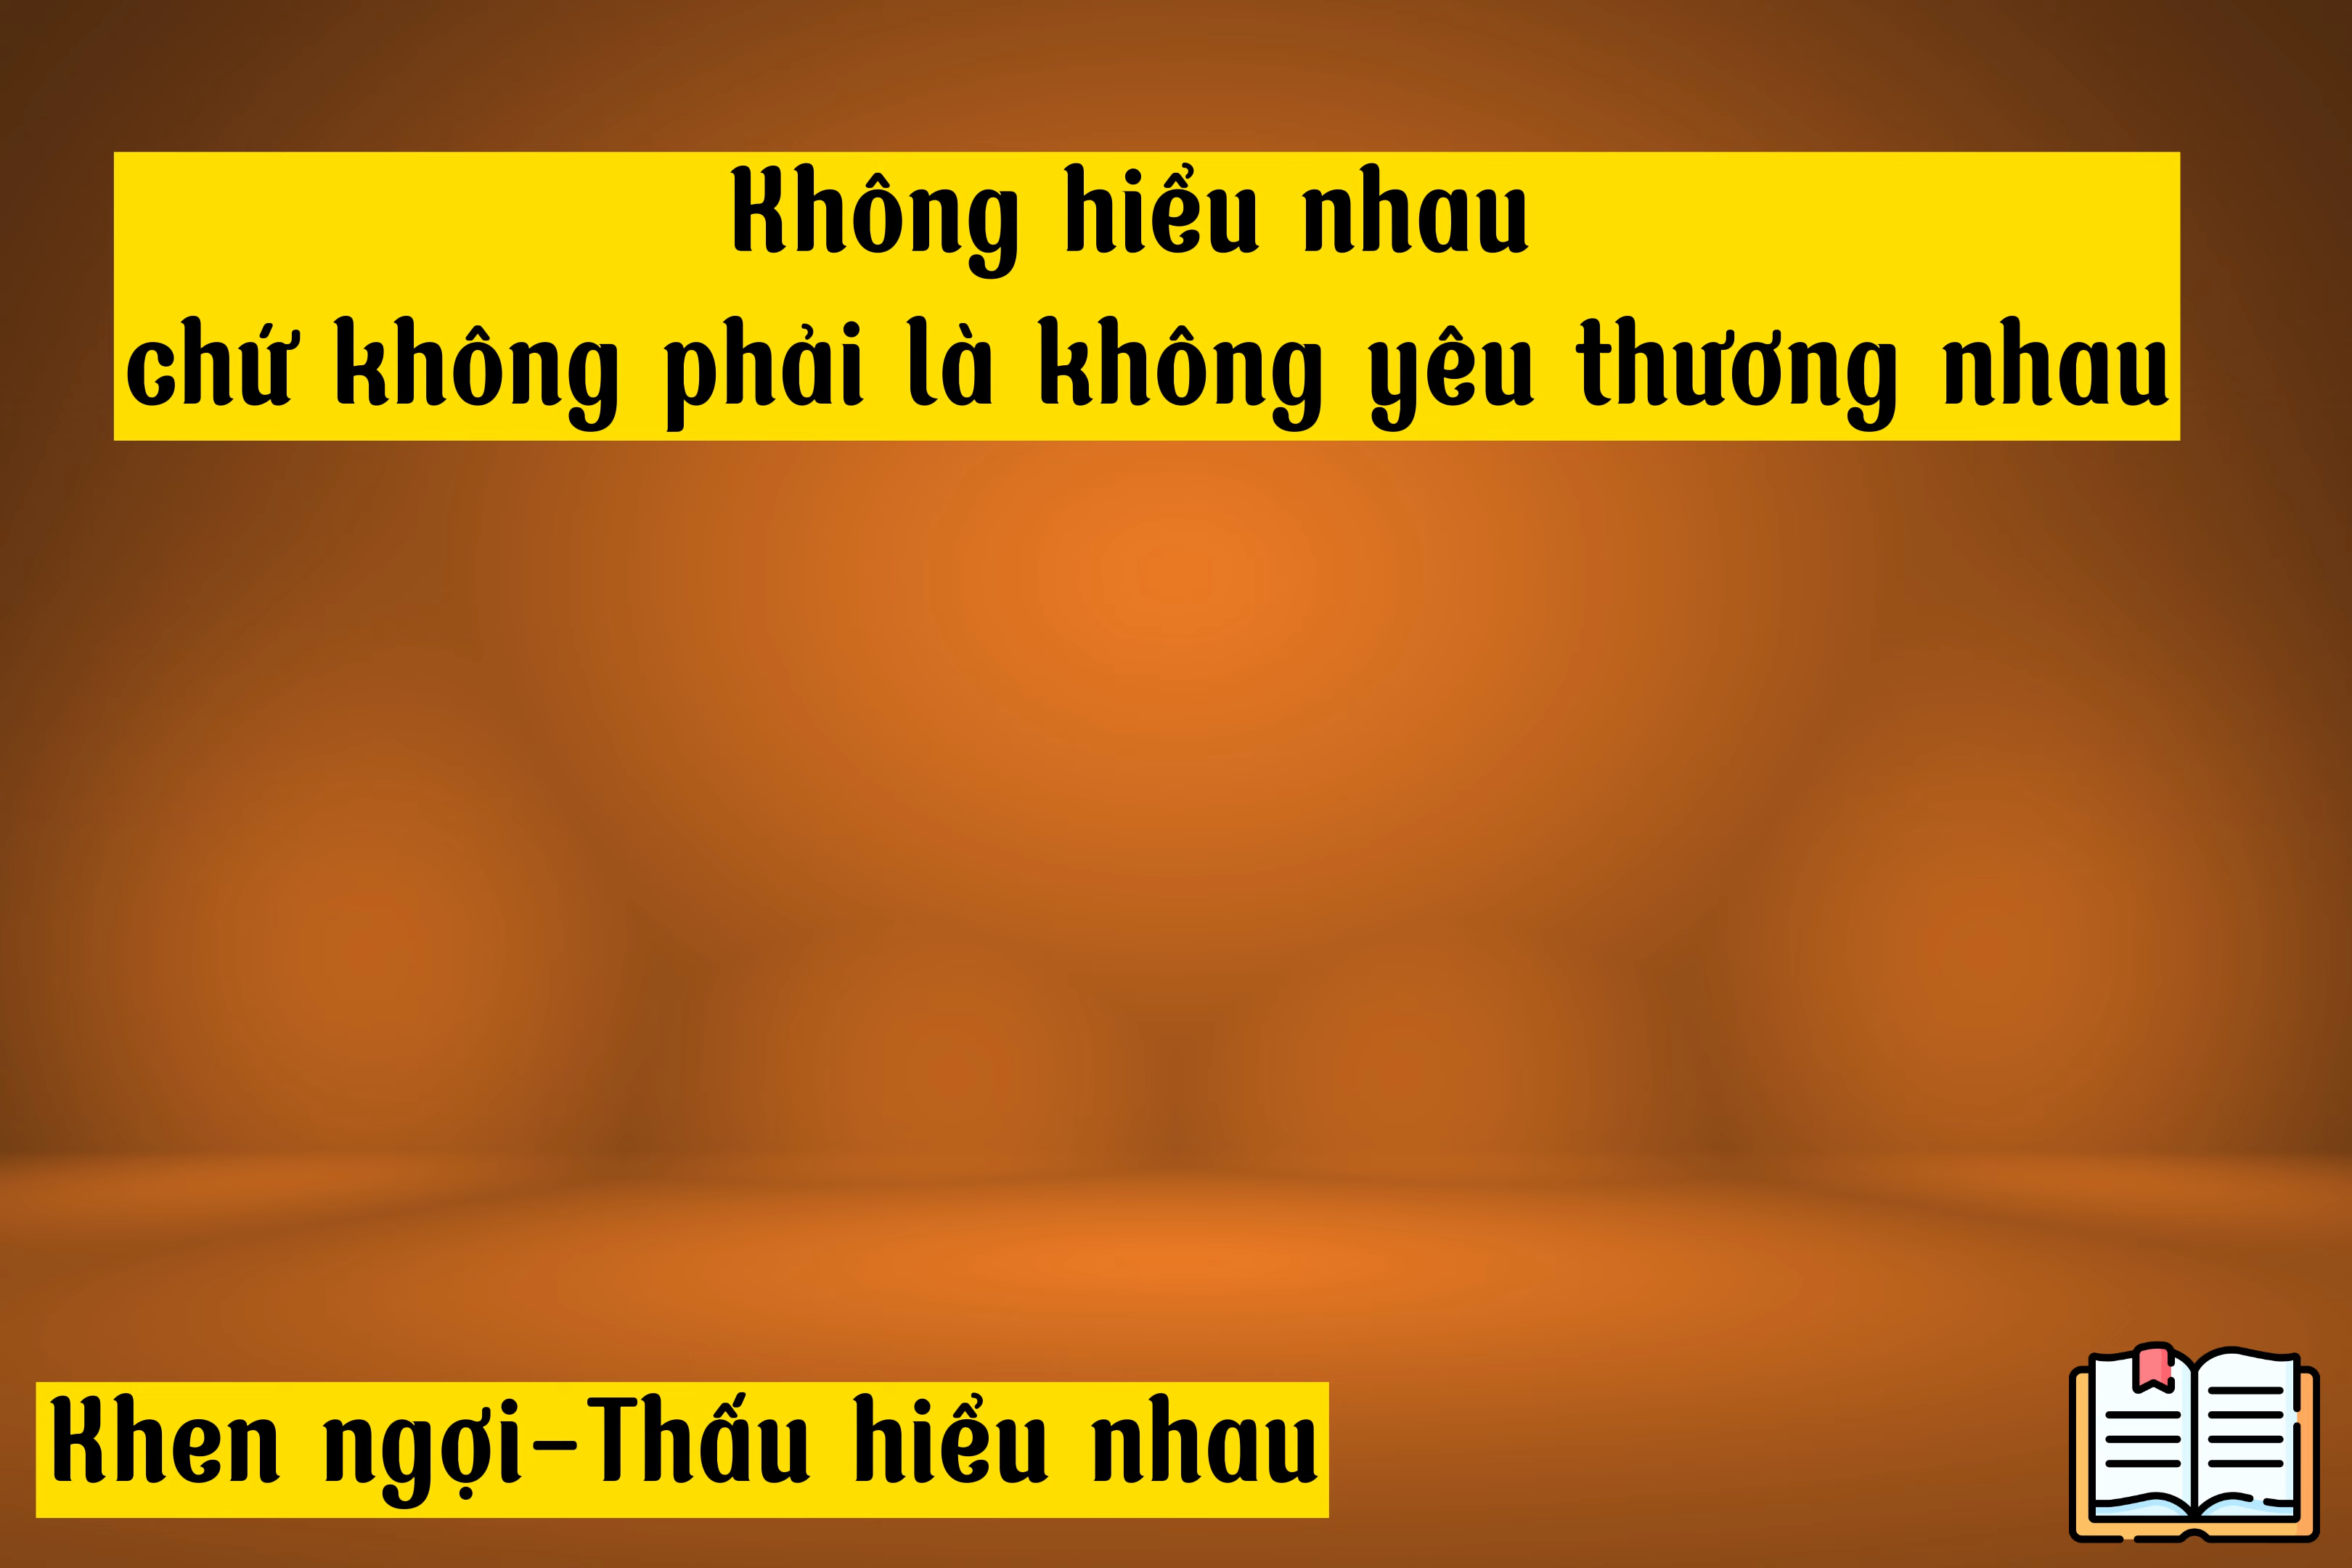 Không hiểu nhau
chứ không phải là không yêu thương nhau
Khen ngợi-Thấu hiểu nhau